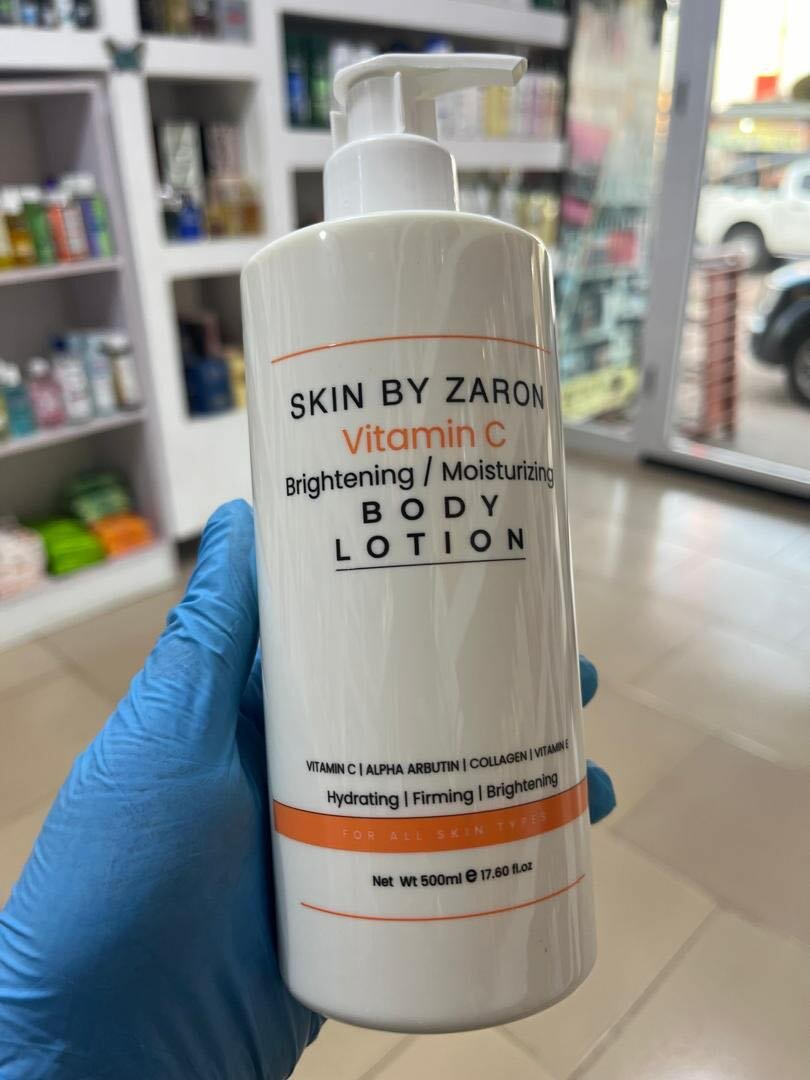 SKIN BY ZARON
Vitamin C
Brightening / Moisturizing
BODY
LOTION
VITAMIN C | ALPHA ARBUTIN | COLLAGEN | VITAMIN E
Hydrating | Firming | Brightening
FOR ALL SKIN TYPES
Net Wt 500ml e 17.60 fl.oz